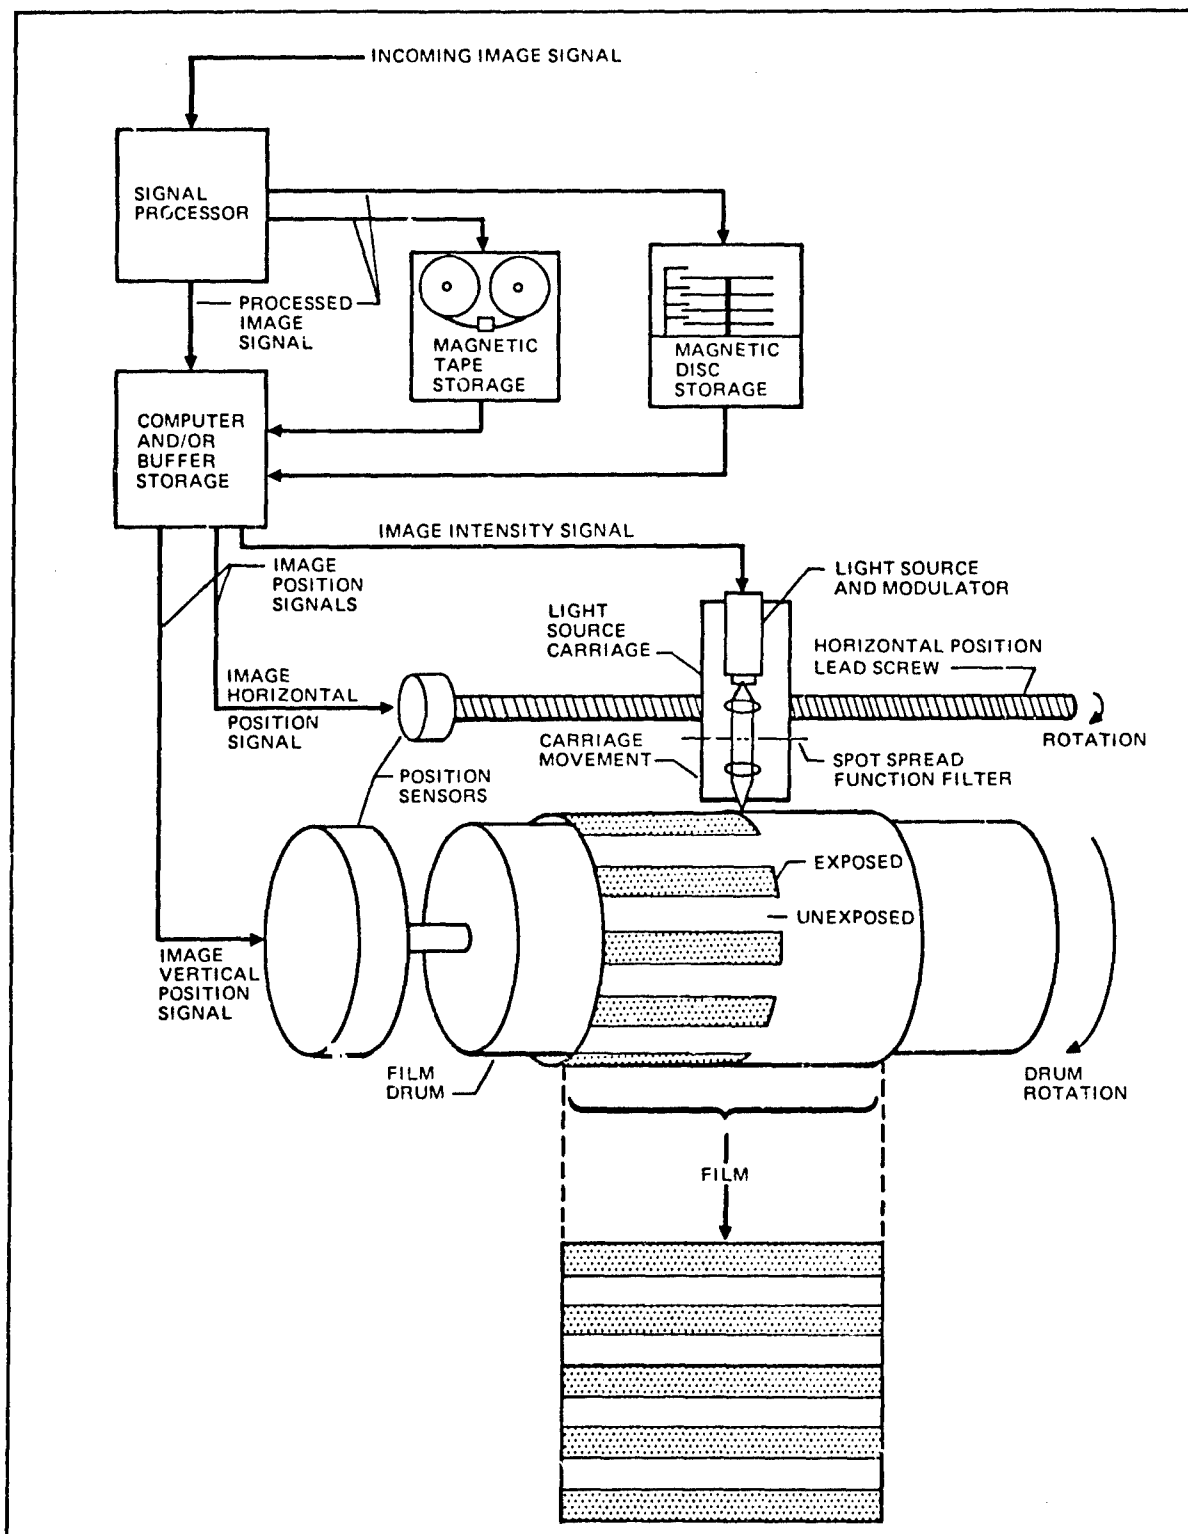 INCOMING IMAGE SIGNAL
SIGNAL
PROCESSOR
PROCESSED
IMAGE
SIGNAL
MAGNETIC
TAPE
STORAGE
MAGNETIC
DISC
STORAGE
COMPUTER
AND/OR
BUFFER
STORAGE
IMAGE INTENSITY SIGNAL
IMAGE
POSITION
SIGNALS
LIGHT SOURCE
AND MODULATOR
LIGHT
SOURCE
CARRIAGE
HORIZONTAL POSITION
LEAD SCREW
IMAGE
HORIZONTAL
POSITION
SIGNAL
ROTATION
CARRIAGE
MOVEMENT
SPOT SPREAD
FUNCTION FILTER
POSITION
SENSORS
EXPOSED
UNEXPOSED
IMAGE
VERTICAL
POSITION
SIGNAL
FILM
DRUM
DRUM
ROTATION
FILM